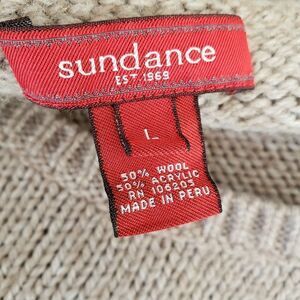 sundance
EST 1969
L
50% WOOL
50% ACRYLIC
RN 106203
MADE IN PERU